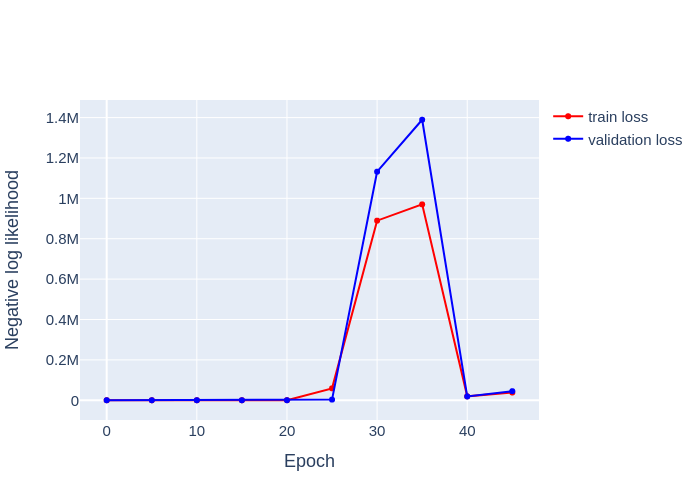 1.4M
1.2M
1M
0.8M
0.6M
0.4M
0.2M
0
0 10 20 30 40
Epoch
Negative log likelihood
train loss
validation loss